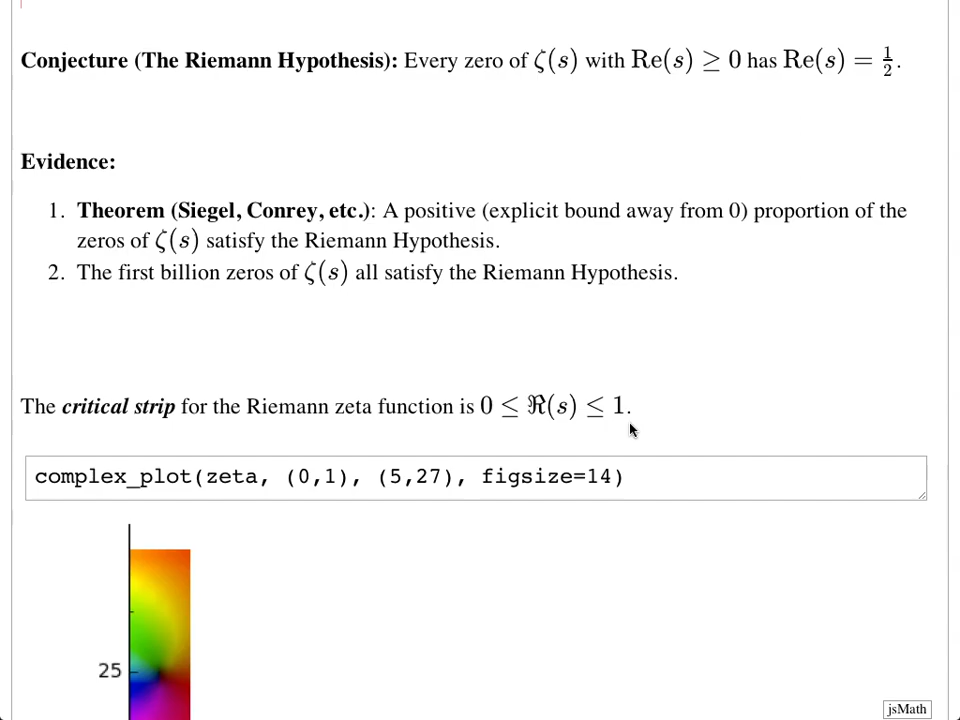 Conjecture (The Riemann Hypothesis): Every zero of ζ(s) with Re(s) ≥ 0 has Re(s) = 1/2.
Evidence:
1. Theorem (Siegel, Conrey, etc.): A positive (explicit bound away from 0) proportion of the
zeros of ζ(s) satisfy the Riemann Hypothesis.
2. The first billion zeros of ζ(s) all satisfy the Riemann Hypothesis.
The critical strip for the Riemann zeta function is 0 ≤ ℜ(s) ≤ 1.
complex_plot(zeta, (0,1), (5,27), figsize=14)
25
jsMath